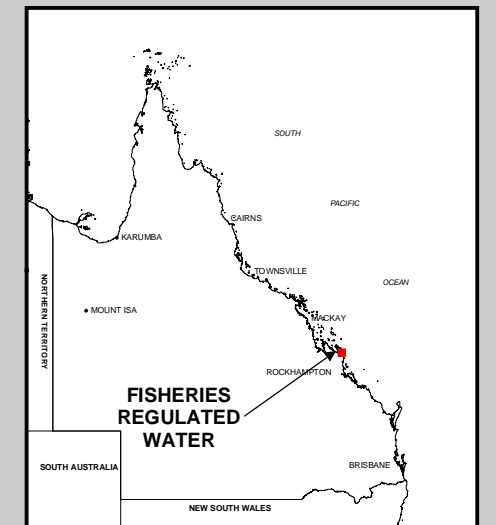 SOUTH
PACIFIC
CAIRNS
KARUMBA
TOWNSVILLE
OCEAN
NORTHERN TERRITORY
MOUNT ISA
MACKAY
ROCKHAMPTON
FISHERIES
REGULATED
WATER
BRISBANE
SOUTH AUSTRALIA
NEW SOUTH WALES